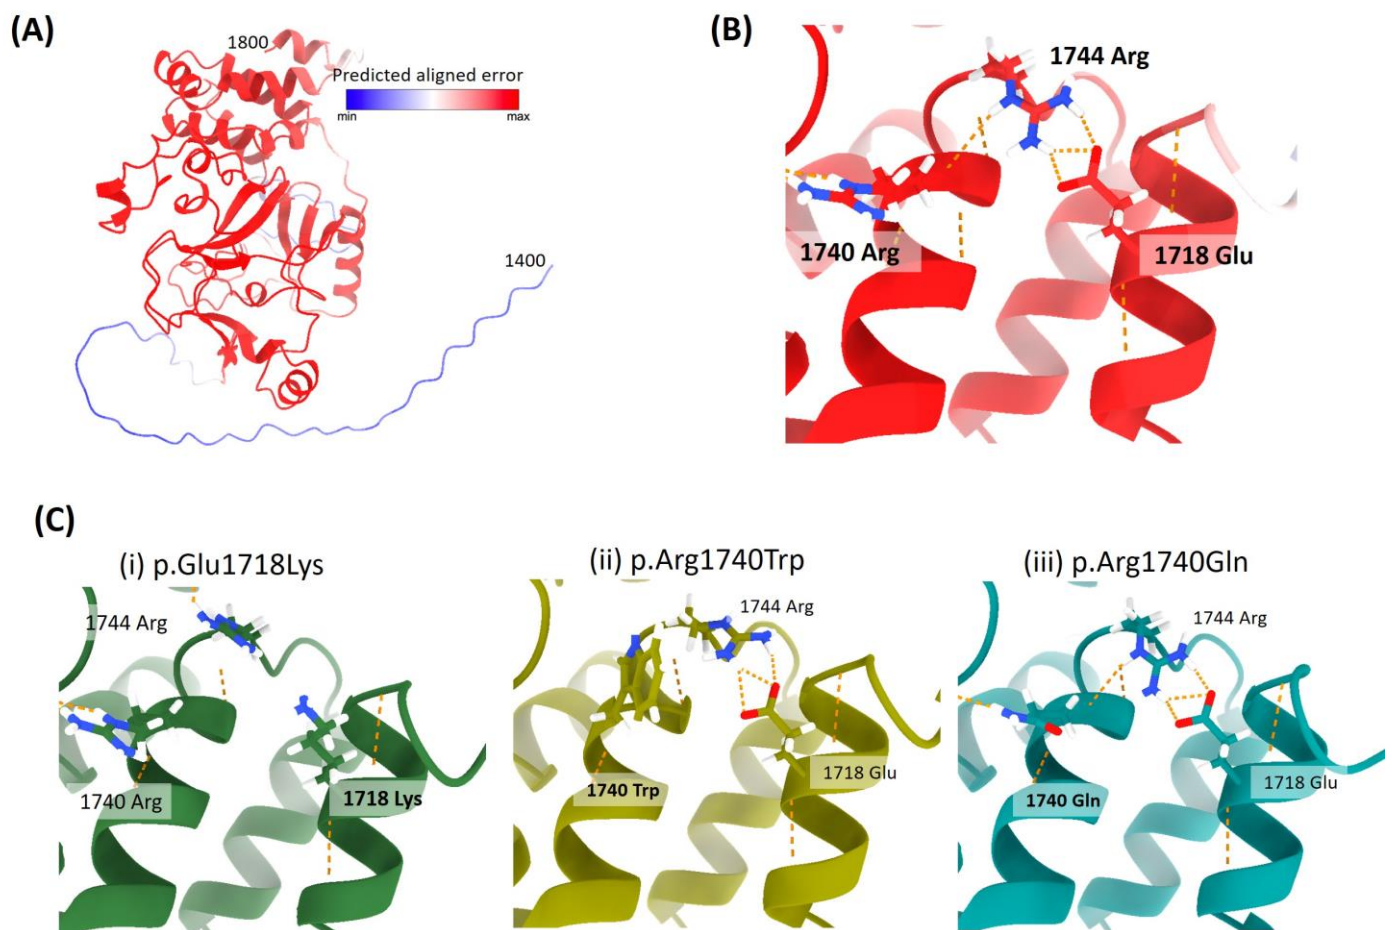 (A)
1800
Predicted aligned error
min
max
1400
(B)
1744 Arg
1740 Arg
1718 Glu
(C)
(i) p.Glu1718Lys
1744 Arg
1740 Arg
1718 Lys
(ii) p.Arg1740Trp
1744 Arg
1740 Trp
1718 Glu
(iii) p.Arg1740Gln
1744 Arg
1740 Gln
1718 Glu